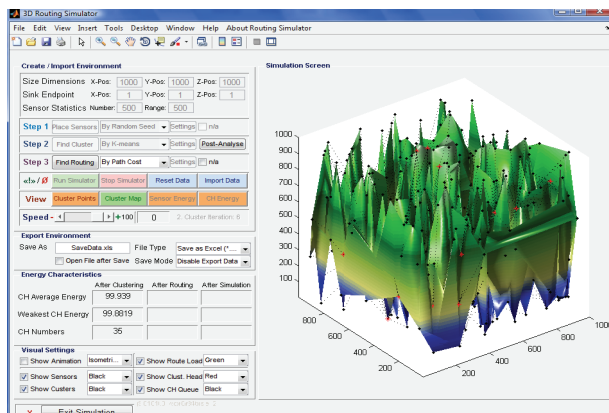 3D Routing Simulator
File Edit View Insert Tools Desktop Window Help About Routing Simulator
Create / Import Environment
Size Dimensions X-Pos: 1000 Y-Pos: 1000 Z-Pos: 1000
Sink Endpoint X-Pos: 1 Y-Pos: 1 Z-Pos: 1
Sensor Statistics Number: 500 Range: 500
Step 1 Place Sensors By Random Seed Settings n/a
Step 2 Find Cluster By K-means Settings Post-Analyse
Step 3 Find Routing By Path Cost Settings n/a
«!» / Ø Run Simulator Stop Simulator Reset Data Import Data
View Cluster Points Cluster Map Sensor Energy CH Energy
Speed - +100 0 2. Cluster Iteration: 6
Export Environment
Save As SaveData.xls File Type Save as Excel (*....
Open File after Save Save Mode Disable Export Data
Energy Characteristics
After Clustering After Routing After Simulation
CH Average Energy 99.939
Weakest CH Energy 99.8819
CH Numbers 35
Visual Settings
Show Animation Isometri... Show Route Load Green
Show Sensors Black Show Clust. Head Red
Show Custers Black Show CH Queue Black
x Exit Simulation
Simulation Screen
1000
900
800
700
600
500
400
300
200
100
800
600
400
200
200
400
600
800
1000